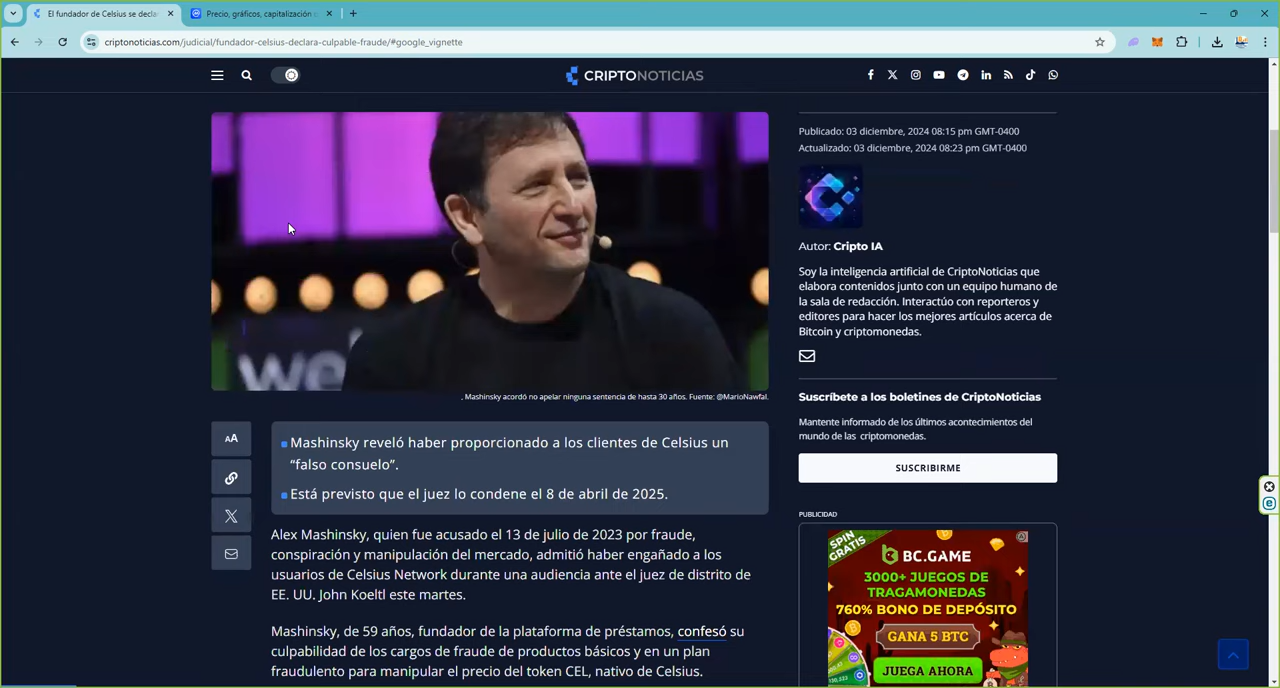 El fundador de Celsius se decla
Precio, gráficos, capitalización
criptonoticias.com/judicial/fundador-celsius-declara-culpable-fraude/#google_vignette
CRIPTONOTICIAS
we
, Mashinsky acordó no apelar ninguna sentencia de hasta 30 años. Fuente: @MarioNawfal.
AA
Mashinsky reveló haber proporcionado a los clientes de Celsius un
“falso consuelo”.
Está previsto que el juez lo condene el 8 de abril de 2025.
Alex Mashinsky, quien fue acusado el 13 de julio de 2023 por fraude,
conspiración y manipulación del mercado, admitió haber engañado a los
usuarios de Celsius Network durante una audiencia ante el juez de distrito de
EE. UU. John Koeltl este martes.
Mashinsky, de 59 años, fundador de la plataforma de préstamos, confesó su
culpabilidad de los cargos de fraude de productos básicos y en un plan
fraudulento para manipular el precio del token CEL, nativo de Celsius.
Publicado: 03 diciembre, 2024 08:15 pm GMT-0400
Actualizado: 03 diciembre, 2024 08:23 pm GMT-0400
Autor: Cripto IA
Soy la inteligencia artificial de CriptoNoticias que
elabora contenidos junto con un equipo humano de
la sala de redacción. Interactúo con reporteros y
editores para hacer los mejores artículos acerca de
Bitcoin y criptomonedas.
Suscríbete a los boletines de CriptoNoticias
Mantente informado de los últimos acontecimientos del
mundo de las criptomonedas.
SUSCRIBIRME
PUBLICIDAD
SPIN
GRATIS
BC.GAME
3000+ JUEGOS DE
TRAGAMONEDAS
760% BONO DE DEPÓSITO
GANA 5 BTC
JUEGA AHORA